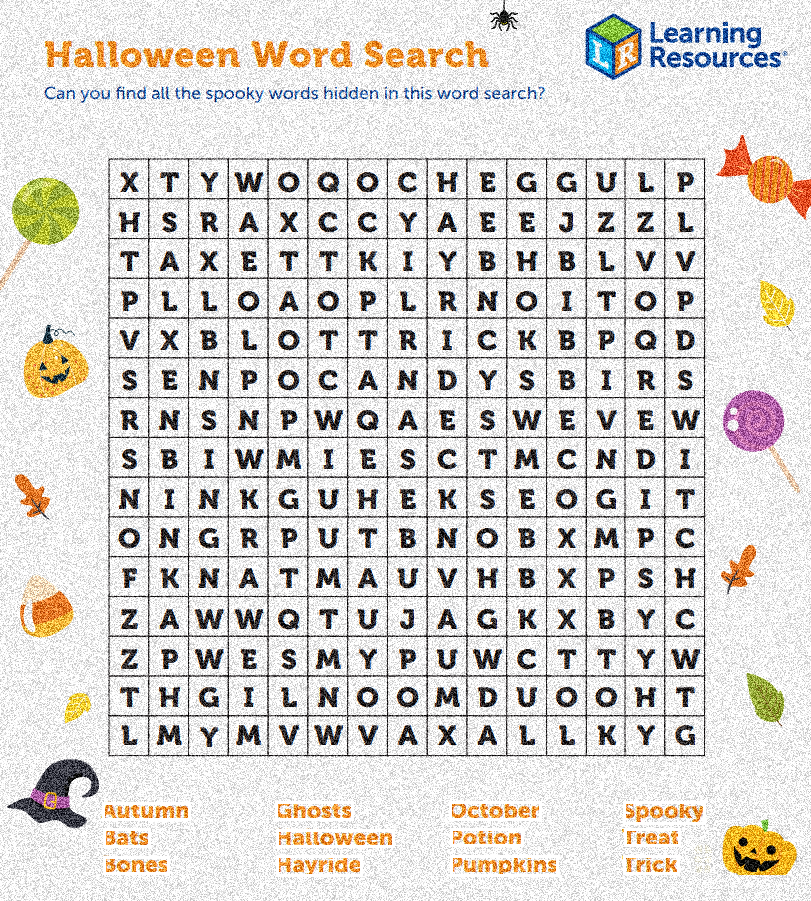 Halloween Word Search
Learning
Resources®
Can you find all the spooky words hidden in this word search?
X T Y W O Q O C H E G G U L P
H S R A X C C Y A E E J Z Z L
T A X E T T K I Y B H B L V V
P L L O A O P L R N O I T O P
V X B L O T T R I C K B P Q D
S E N P O C A N D Y S B I R S
R N S N P W Q A E S W E V E W
S B I W M I E S C T M C N D I
N I N K G U H E K S E O G I T
O N G R P U T B N O B X M P C
F K N A T M A U V H B X P S H
Z A W W Q T U J A G K X B Y C
Z P W E S M Y P U W C T T Y W
T H G I L N O O M D U O O H T
L M Y M V W V A X A L L K Y G
Autumn Ghosts October Spooky
Bats Halloween Potion Treat
Bones Hayride Pumpkins Trick
L R